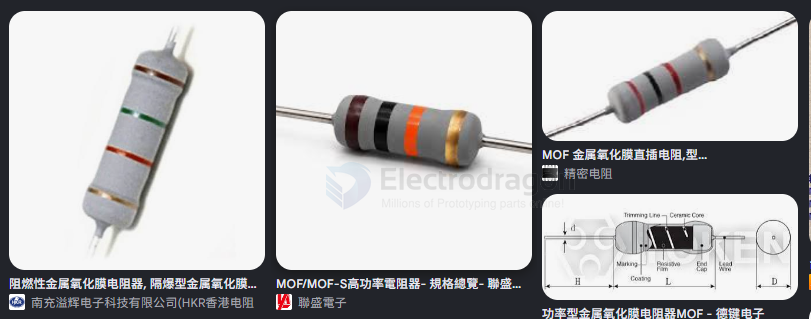 阻燃性金属氧化膜电阻器, 隔爆型金属氧化膜...
南充溢辉电子科技有限公司(HKR香港电阻
Electrodragon
Millions of Prototyping parts
MOF/MOF-S高功率電阻器- 規格總覽- 聯盛...
聯盛電子
MOF 金属氧化膜直插电阻,型...
精密电阻
Trimming Line
Ceramic Core
d
Marking
Coating
Resistive
Film
End
Cap
Lead
Wire
H
L
D
功率型金属氧化膜电阻器MOF - 德键电子